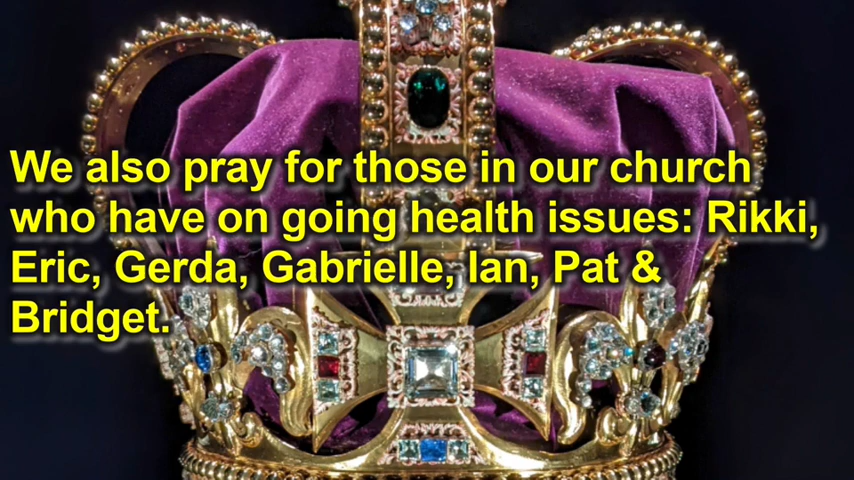 We also pray for those in our church
who have on going health issues: Rikki,
Eric, Gerda, Gabrielle, Ian, Pat &
Bridget.